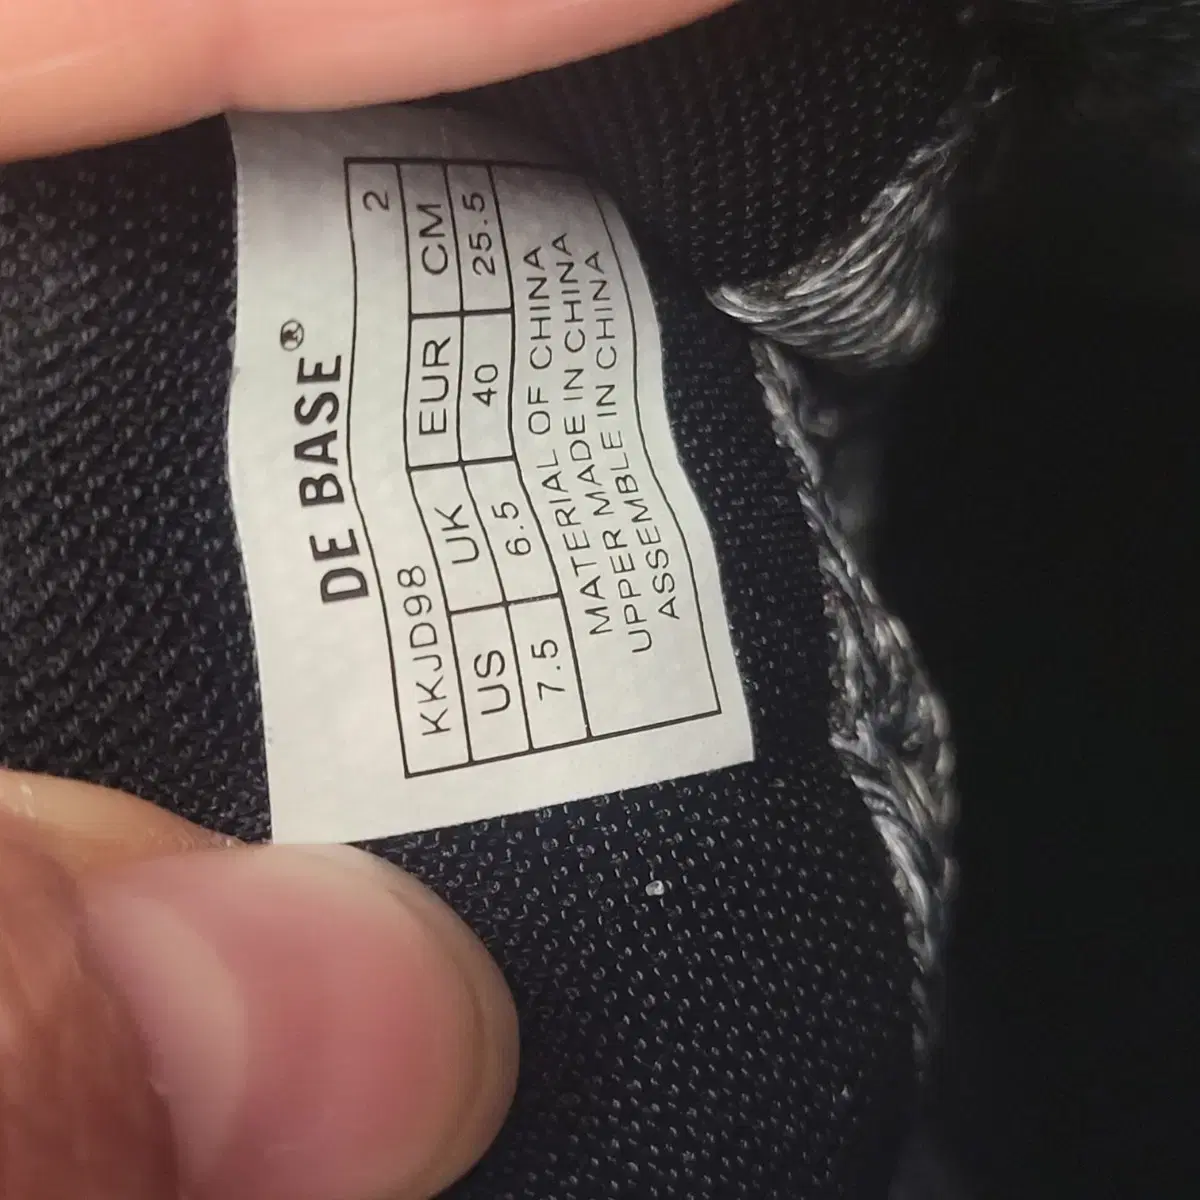 DE BASE®
KKJD98 2
US UK EUR CM
7.5 6.5 40 25.5
MATERIAL OF CHINA
UPPER MADE IN CHINA
ASSEMBLE IN CHINA